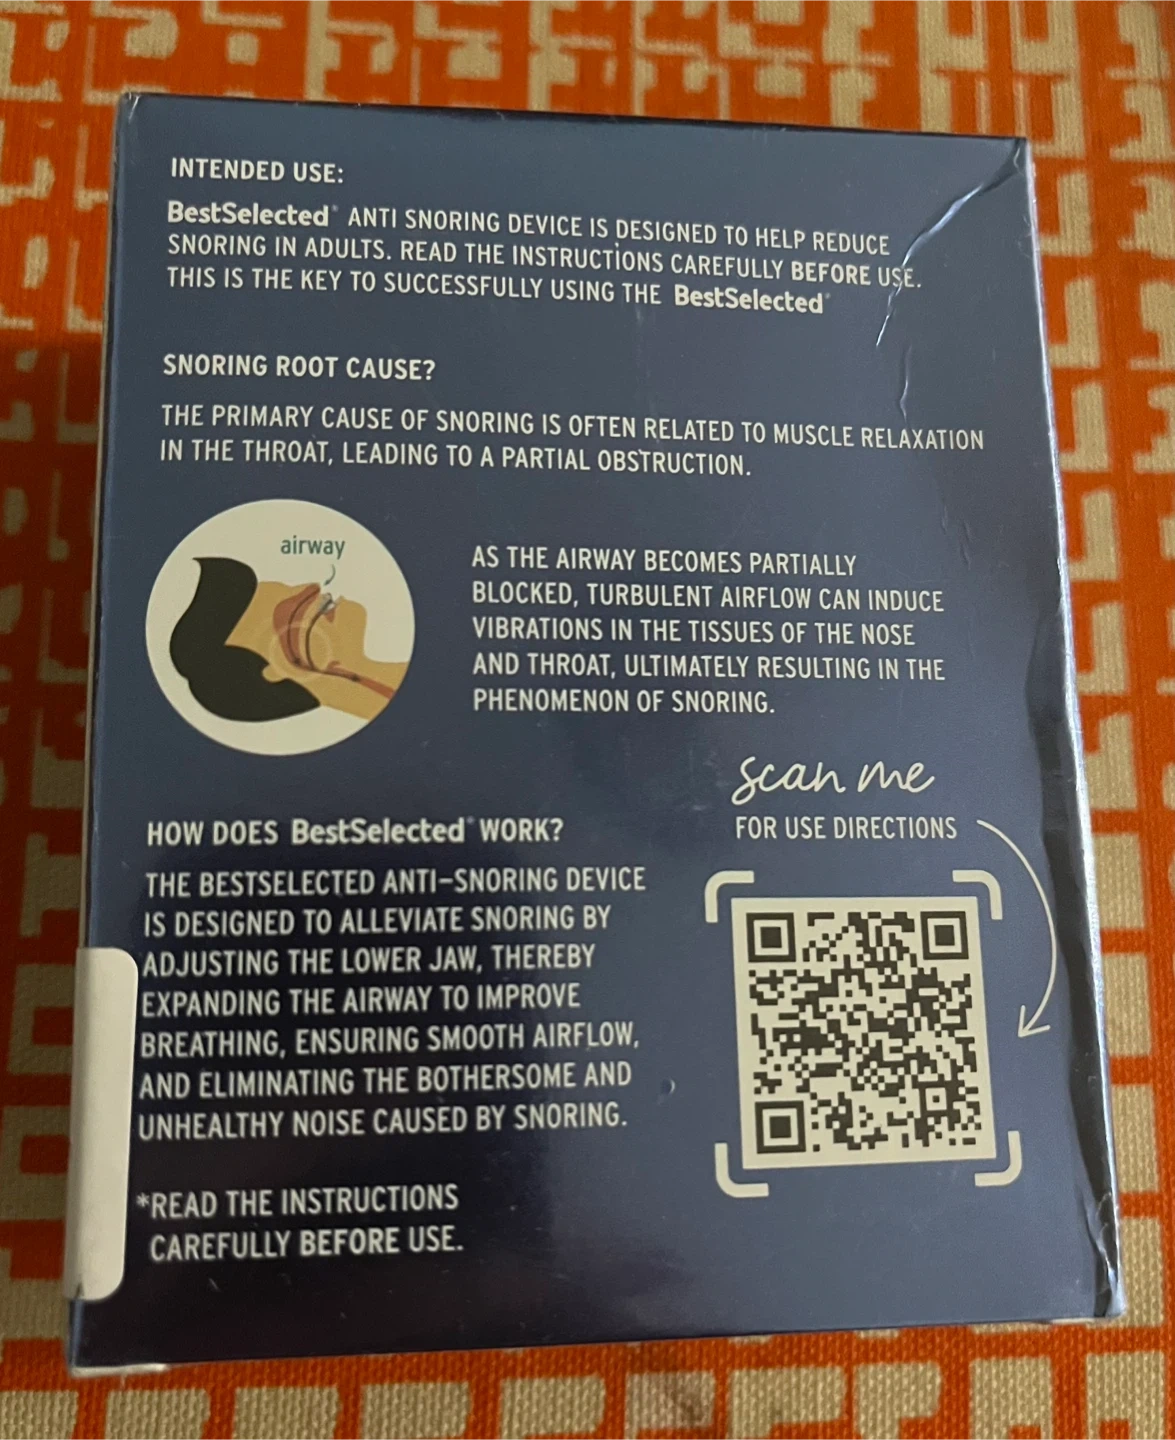 INTENDED USE:
BestSelected® ANTI SNORING DEVICE IS DESIGNED TO HELP REDUCE
SNORING IN ADULTS. READ THE INSTRUCTIONS CAREFULLY BEFORE USE.
THIS IS THE KEY TO SUCCESSFULLY USING THE BestSelected®
SNORING ROOT CAUSE?
THE PRIMARY CAUSE OF SNORING IS OFTEN RELATED TO MUSCLE RELAXATION
IN THE THROAT, LEADING TO A PARTIAL OBSTRUCTION.
airway
AS THE AIRWAY BECOMES PARTIALLY
BLOCKED, TURBULENT AIRFLOW CAN INDUCE
VIBRATIONS IN THE TISSUES OF THE NOSE
AND THROAT, ULTIMATELY RESULTING IN THE
PHENOMENON OF SNORING.
scan me
FOR USE DIRECTIONS
HOW DOES BestSelected® WORK?
THE BESTSELECTED ANTI-SNORING DEVICE
IS DESIGNED TO ALLEVIATE SNORING BY
ADJUSTING THE LOWER JAW, THEREBY
EXPANDING THE AIRWAY TO IMPROVE
BREATHING, ENSURING SMOOTH AIRFLOW,
AND ELIMINATING THE BOTHERSOME AND
UNHEALTHY NOISE CAUSED BY SNORING.
*READ THE INSTRUCTIONS
CAREFULLY BEFORE USE.